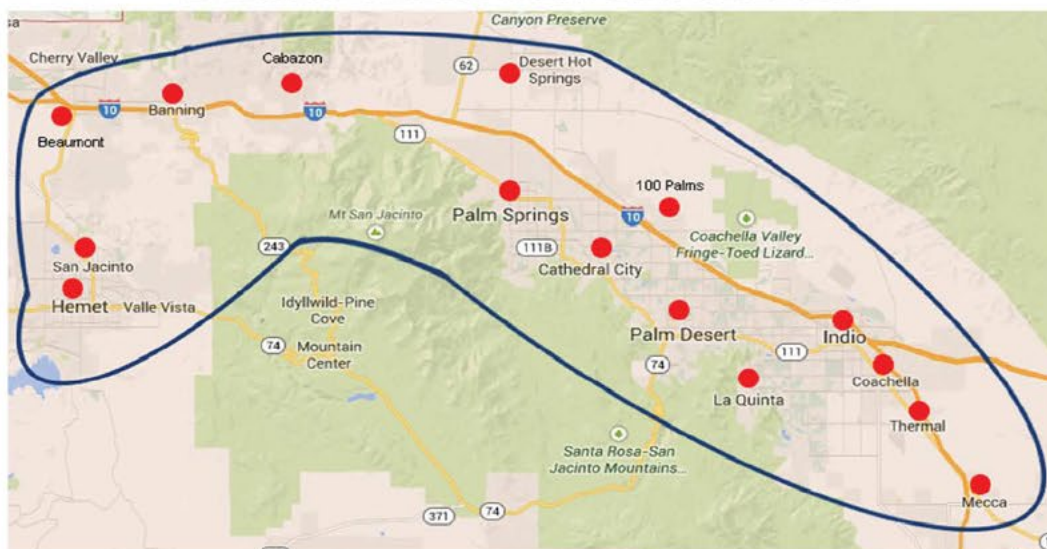 sa
Canyon Preserve
Cherry Valley
Cabazon
62
Desert Hot
Springs
10
Banning
10
Beaumont
111
100 Palms
Mt San Jacinto
Palm Springs
10
243
111B
Coachella Valley
Fringe-Toed Lizard...
San Jacinto
Cathedral City
Hemet
Valle Vista
Idyllwild-Pine
Cove
74
Mountain
Center
Palm Desert
74
111
Indio
Coachella
La Quinta
Thermal
Santa Rosa-San
Jacinto Mountains...
Mecca
371
74